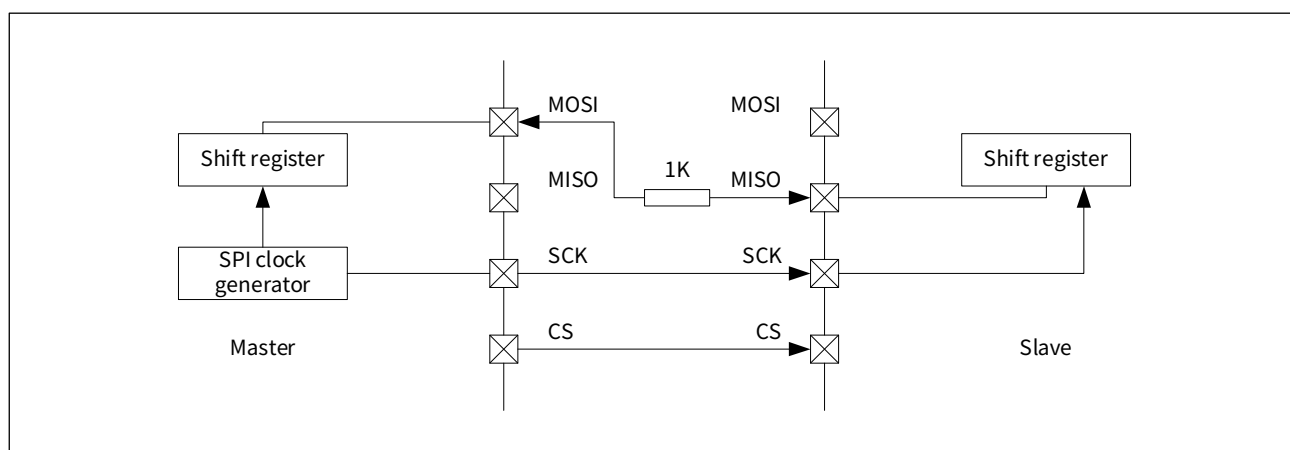 MOSI
MOSI
Shift register
Shift register
MISO
1K
MISO
SPI clock
generator
SCK
SCK
Master
CS
CS
Slave